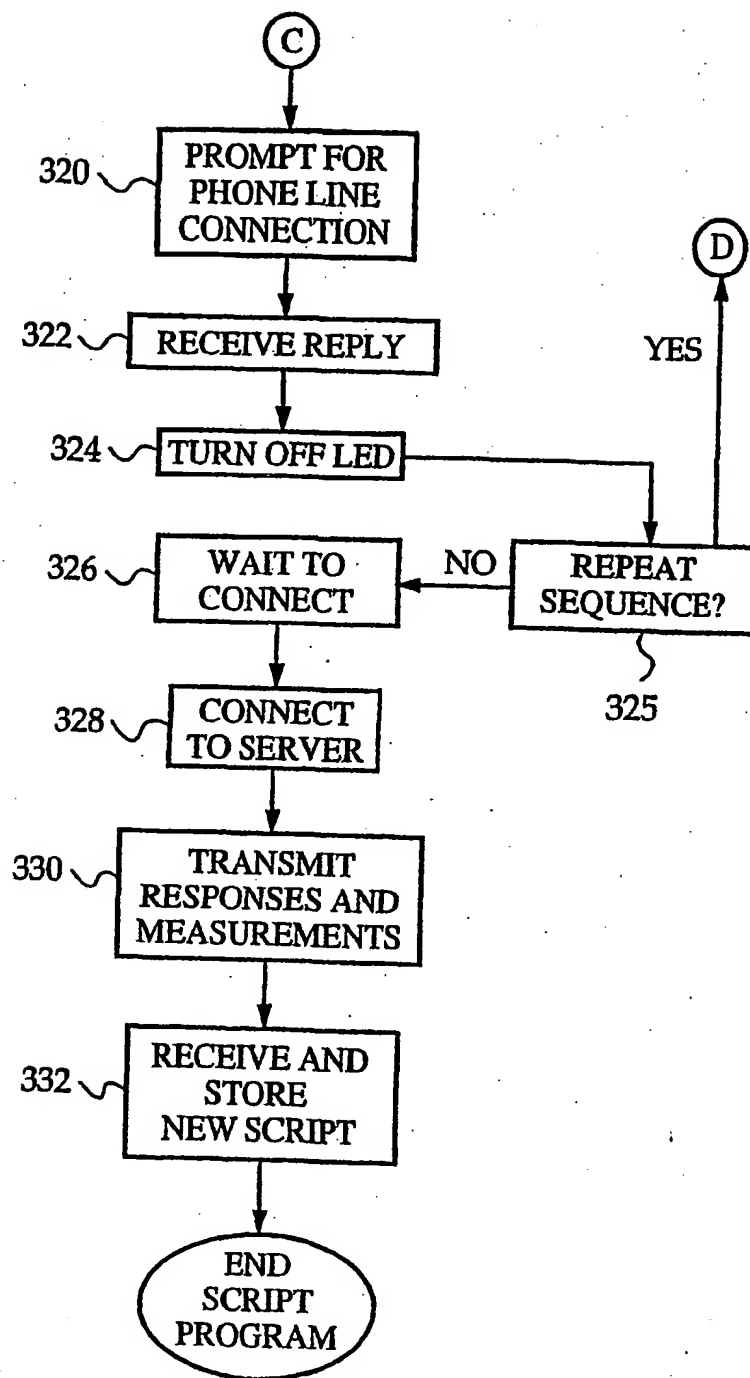 C
320
PROMPT FOR
PHONE LINE
CONNECTION
D
322
RECEIVE REPLY
YES
324
TURN OFF LED
326
WAIT TO
CONNECT
NO
REPEAT
SEQUENCE?
325
328
CONNECT
TO SERVER
330
TRANSMIT
RESPONSES AND
MEASUREMENTS
332
RECEIVE AND
STORE
NEW SCRIPT
END
SCRIPT
PROGRAM